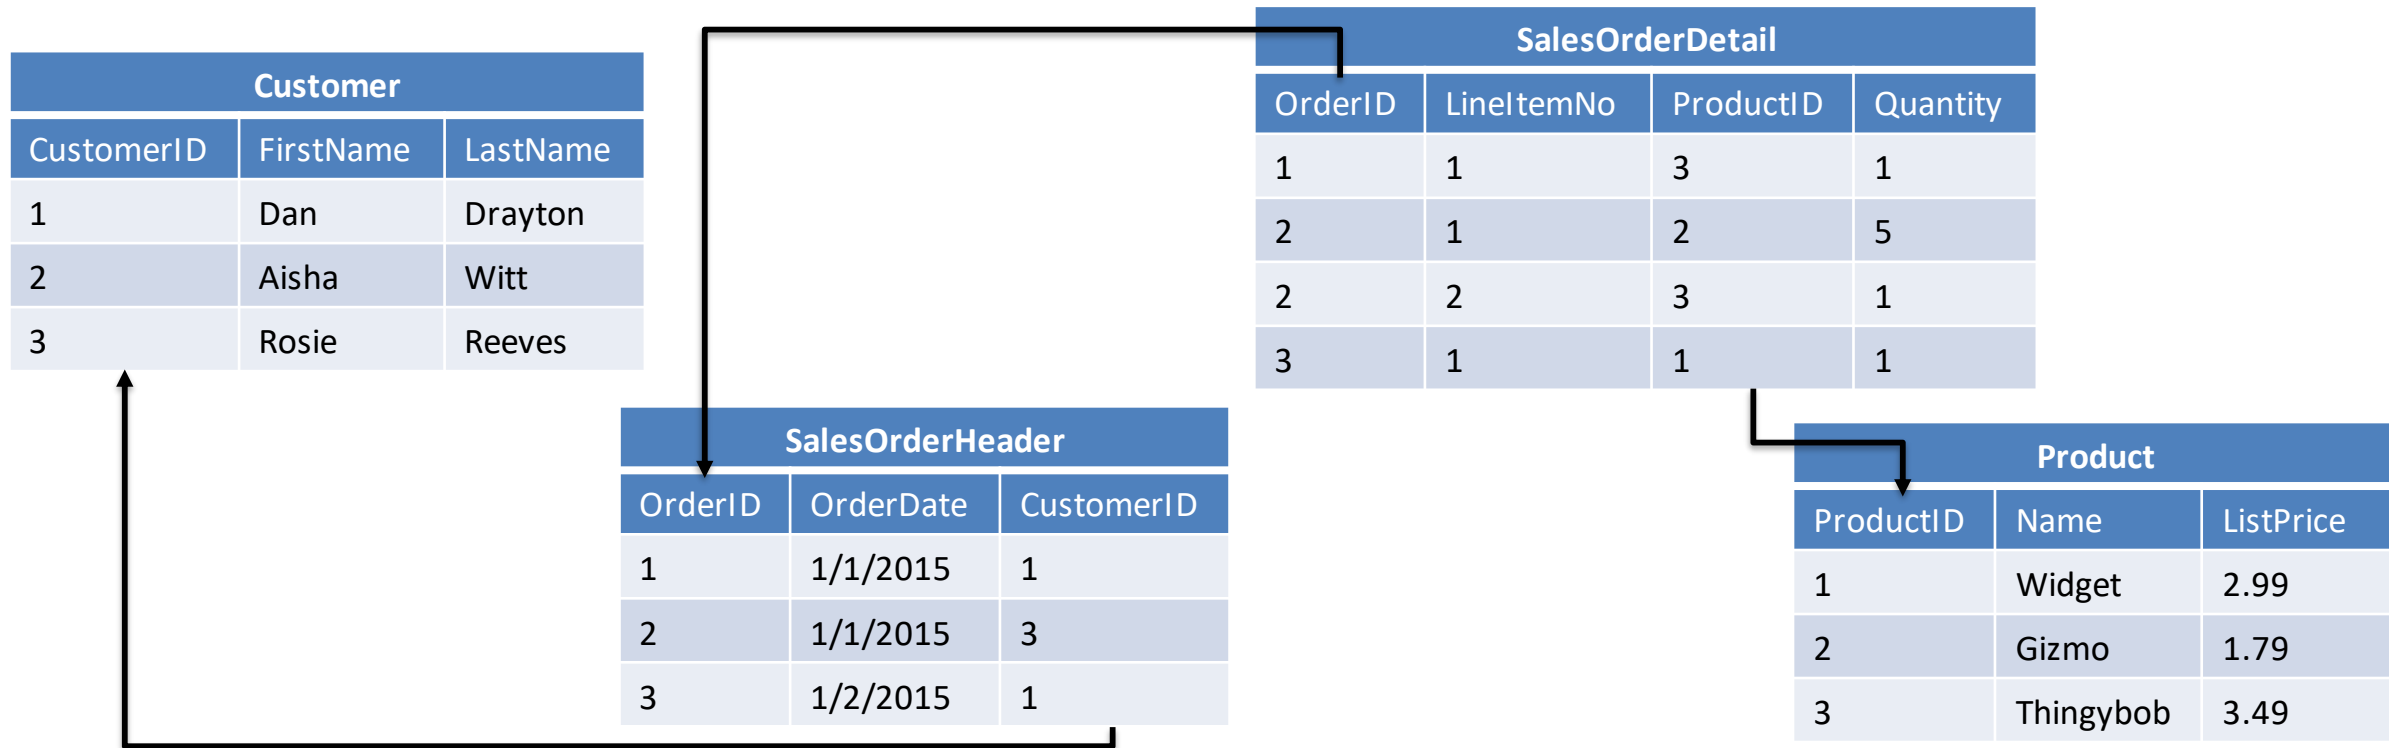 Customer
CustomerID FirstName LastName
1 Dan Drayton
2 Aisha Witt
3 Rosie Reeves
SalesOrderDetail
OrderID LineItemNo ProductID Quantity
1 1 3 1
2 1 2 5
2 2 3 1
3 1 1 1
SalesOrderHeader
OrderID OrderDate CustomerID
1 1/1/2015 1
2 1/1/2015 3
3 1/2/2015 1
Product
ProductID Name ListPrice
1 Widget 2.99
2 Gizmo 1.79
3 Thingybob 3.49